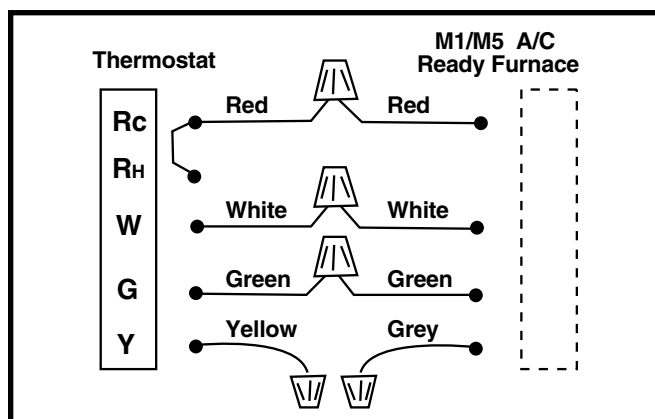 M1/M5 A/C
Thermostat Ready Furnace
Rc Red Red
RH
W White White
G Green Green
Y Yellow Grey